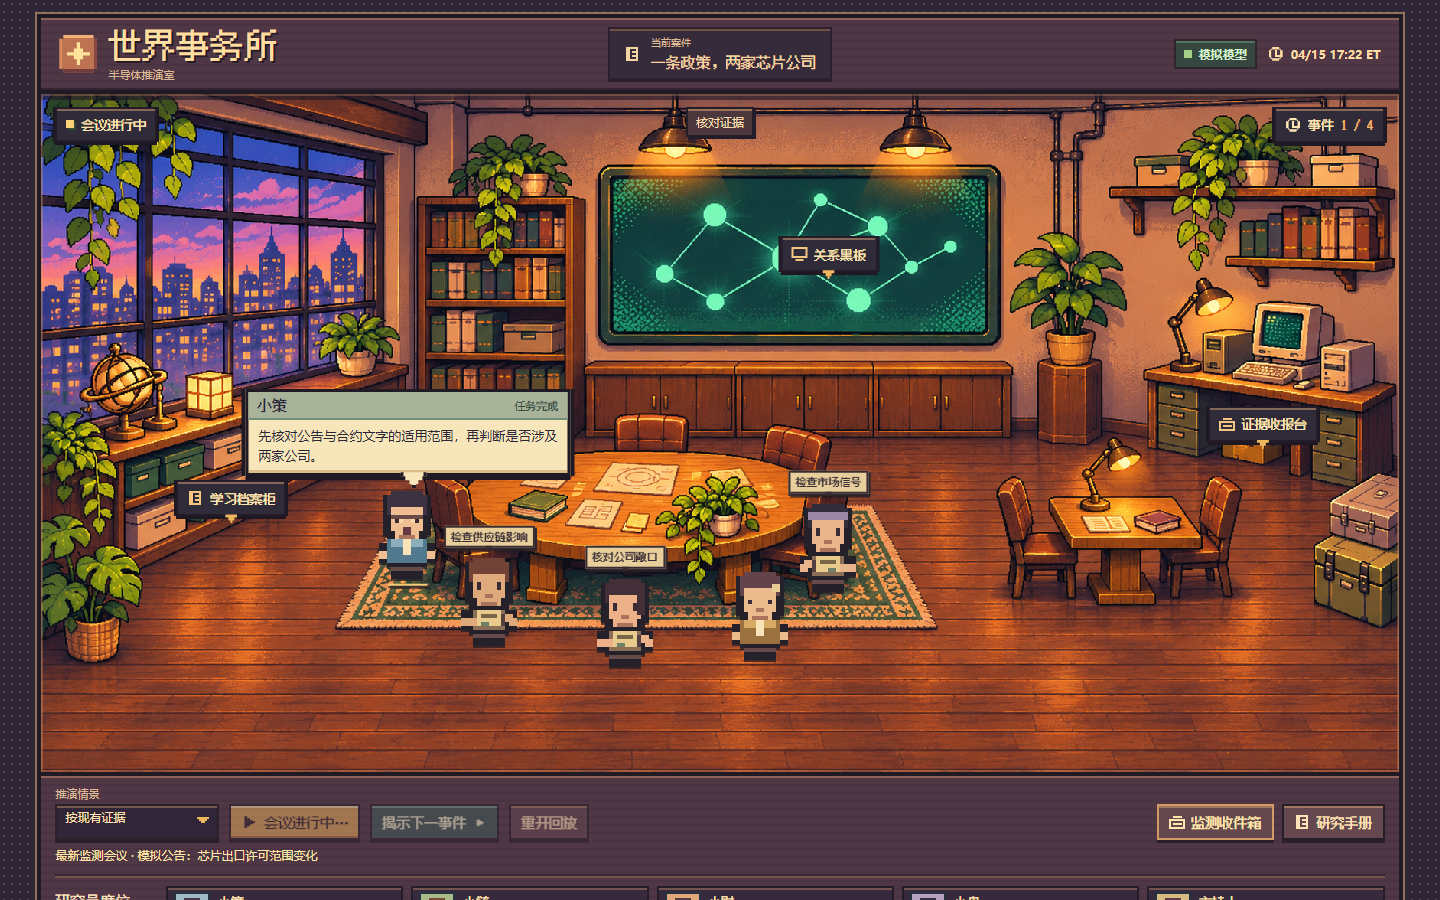 世界事务所
半导体推演室
当前案件
一条政策，两家芯片公司
模拟模型
04/15 17:22 ET
会议进行中
核对证据
事件 1 / 4
关系黑板
小策
任务完成
先核对公告与合约文字的适用范围，再判断是否涉及
两家公司。
证据收报台
学习档案柜
检查市场信号
检查供应链影响
核对公司敞口
推演情景
按现有证据
会议进行中···
揭示下一事件
重开回放
监测收件箱
研究手册
最新监测会议 · 模拟公告：芯片出口许可范围变化